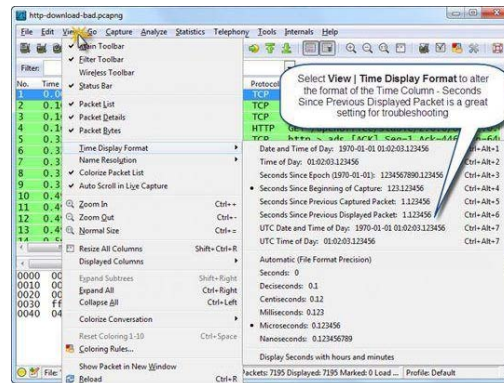 http-download-bad.pcapng
File Edit View Go Capture Analyze Statistics Telephony Tools Internals Help
Main Toolbar
Filter Toolbar
Wireless Toolbar
Status Bar
Packet List
Packet Details
Packet Bytes
Time Display Format
Name Resolution
Colorize Packet List
Auto Scroll in Live Capture
Zoom In Ctrl++
Zoom Out Ctrl+-
Normal Size Ctrl+=
Resize All Columns Shift+Ctrl+R
Displayed Columns
Expand Subtrees Shift+Right
Expand All Ctrl+Right
Collapse All Ctrl+Left
Colorize Conversation
Reset Coloring 1-10 Ctrl+Space
Coloring Rules...
Show Packet in New Window
Reload Ctrl+R
Filter:
No. Time
Protocol
TCP
TCP
TCP
HTTP
TCP
Select View | Time Display Format to alter
the format of the Time Column - Seconds
Since Previous Displayed Packet is a great
setting for troubleshooting
Date and Time of Day: 1970-01-01 01:02:03.123456 Ctrl+Alt+1
Time of Day: 01:02:03.123456
Seconds Since Epoch (1970-01-01): 1234567890.123456 Ctrl+Alt+3
Seconds Since Beginning of Capture: 123.123456 Ctrl+Alt+4
Seconds Since Previous Captured Packet: 1.123456 Ctrl+Alt+5
Seconds Since Previous Displayed Packet: 1.123456 Ctrl+Alt+6
UTC Date and Time of Day: 1970-01-01 01:02:03.123456 Ctrl+Alt+7
UTC Time of Day: 01:02:03.123456 Ctrl+Alt+7
Automatic (File Format Precision)
Seconds: 0
Deciseconds: 0.1
Centiseconds: 0.12
Milliseconds: 0.123
Microseconds: 0.123456
Nanoseconds: 0.123456789
Display Seconds with hours and minutes
0000
0010
0020
0030
0040
Packets: 7195 Displayed: 7195 Marked: 0 Load ... Profile: Default